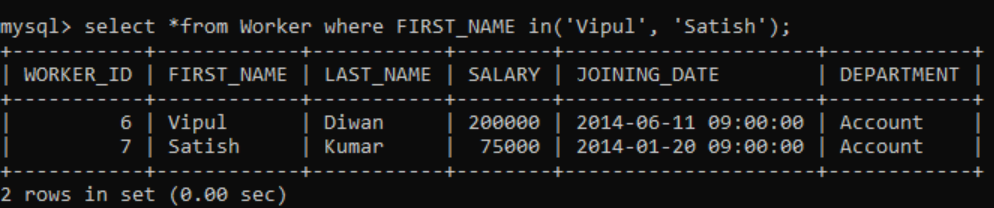 mysql> select *from Worker where FIRST_NAME in('Vipul', 'Satish');
+-----------+------------+-----------+--------+---------------------+------------+
| WORKER_ID | FIRST_NAME | LAST_NAME | SALARY | JOINING_DATE        | DEPARTMENT |
+-----------+------------+-----------+--------+---------------------+------------+
|         6 | Vipul      | Diwan     | 200000 | 2014-06-11 09:00:00 | Account    |
|         7 | Satish     | Kumar     |  75000 | 2014-01-20 09:00:00 | Account    |
+-----------+------------+-----------+--------+---------------------+------------+
2 rows in set (0.00 sec)